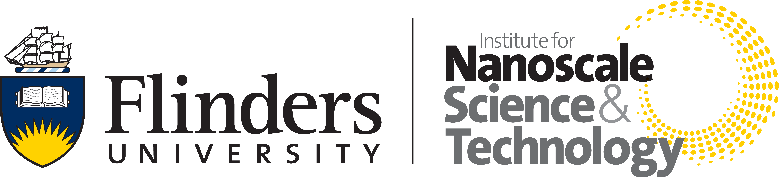 Flinders
UNIVERSITY
Institute for
Nanoscale
Science &
Technology